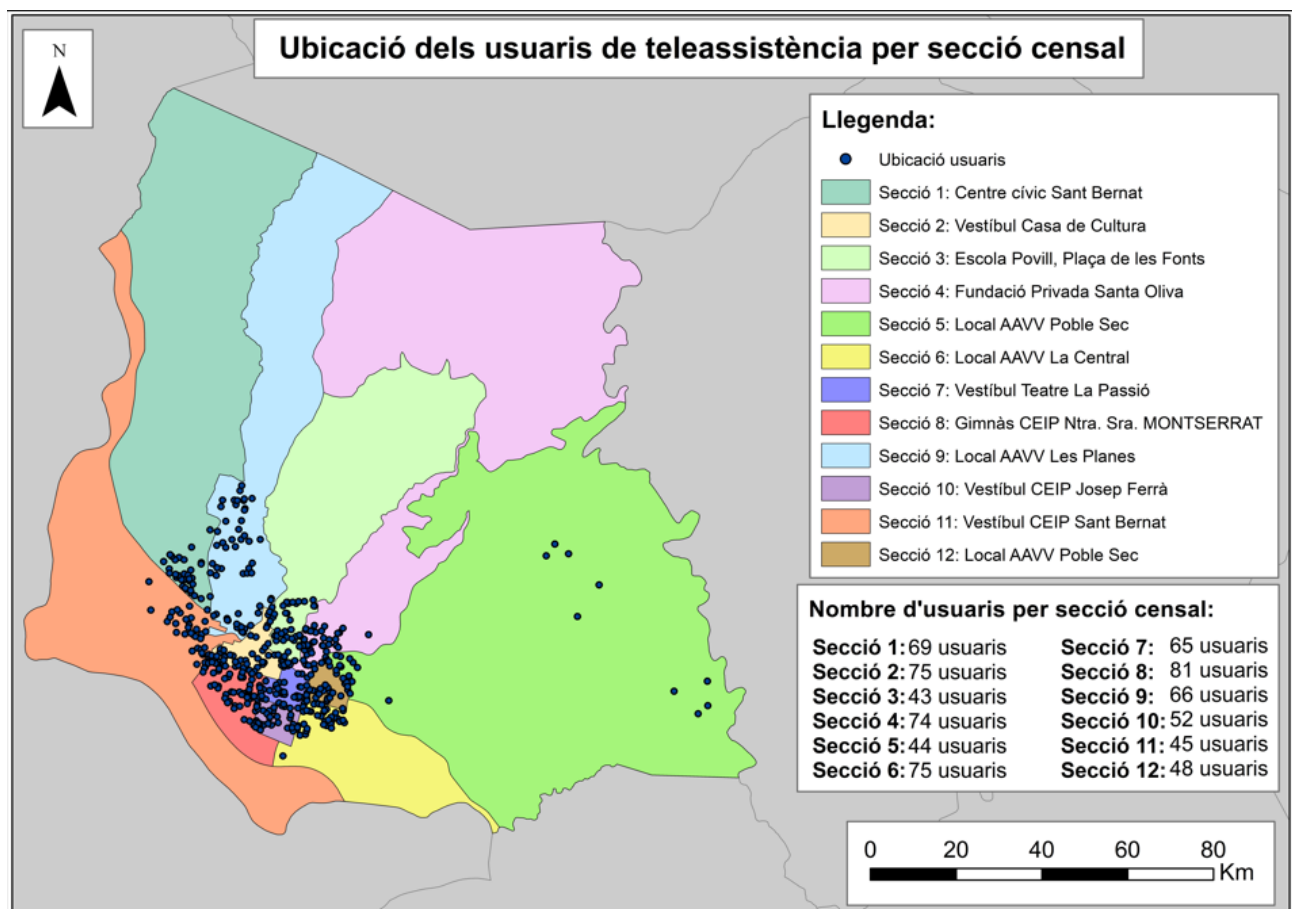 N
Ubicació dels usuaris de teleassistència per secció censal
Llegenda:
Ubicació usuaris
Secció 1: Centre cívic Sant Bernat
Secció 2: Vestíbul Casa de Cultura
Secció 3: Escola Povill, Plaça de les Fonts
Secció 4: Fundació Privada Santa Oliva
Secció 5: Local AAVV Poble Sec
Secció 6: Local AAVV La Central
Secció 7: Vestíbul Teatre La Passió
Secció 8: Gimnàs CEIP Ntra. Sra. MONTSERRAT
Secció 9: Local AAVV Les Planes
Secció 10: Vestíbul CEIP Josep Ferrà
Secció 11: Vestíbul CEIP Sant Bernat
Secció 12: Local AAVV Poble Sec
Nombre d'usuaris per secció censal:
Secció 1: 69 usuaris Secció 7: 65 usuaris
Secció 2: 75 usuaris Secció 8: 81 usuaris
Secció 3: 43 usuaris Secció 9: 66 usuaris
Secció 4: 74 usuaris Secció 10: 52 usuaris
Secció 5: 44 usuaris Secció 11: 45 usuaris
Secció 6: 75 usuaris Secció 12: 48 usuaris
0 20 40 60 80
Km